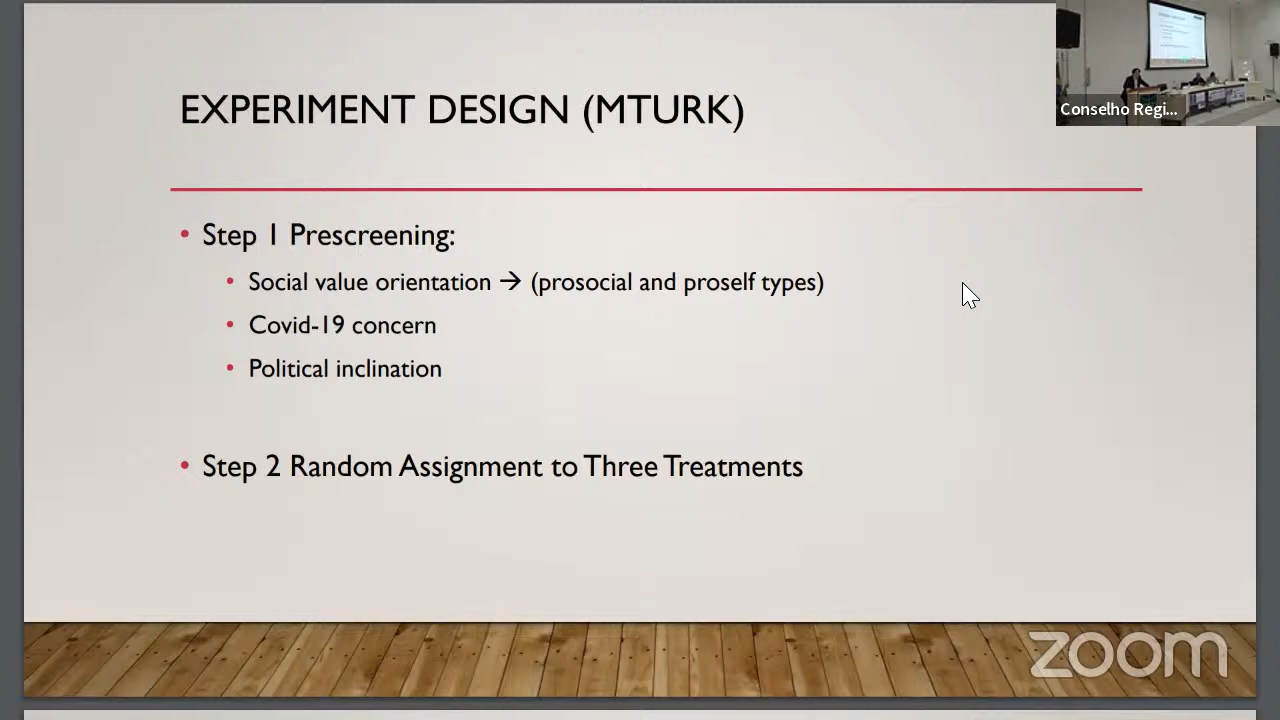 EXPERIMENT DESIGN (MTURK)
Conselho Regi...
• Step 1 Prescreening:
• Social value orientation → (prosocial and proself types)
• Covid-19 concern
• Political inclination
• Step 2 Random Assignment to Three Treatments
zoom